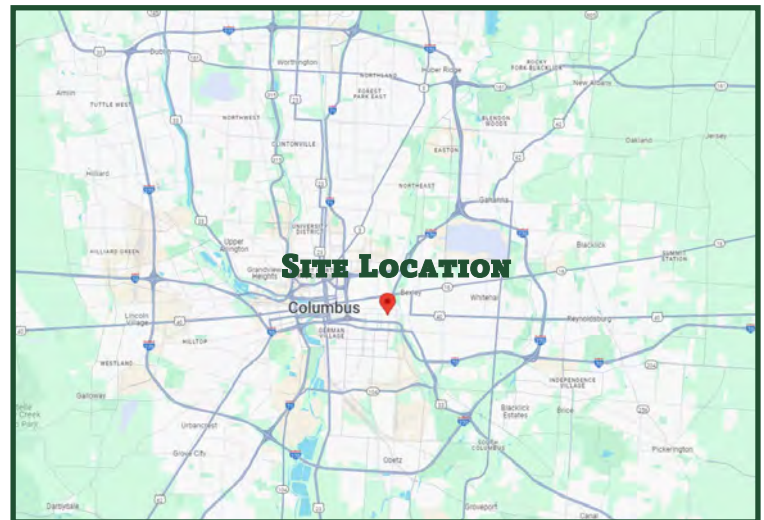 Dublin
Worthington
NORTHLAND
Huber Ridge
ROCKY
FORK-BLACKLICK
New Albany
Amlin
TUTTLE WEST
FOREST
PARK EAST
NORTHWEST
CLINTONVILLE
BLENDON
WOODS
EASTON
Oakland
Jersey
Hilliard
NORTHEAST
Gahanna
UNIVERSITY
DISTRICT
Upper
Arlington
HILLIARD GREEN
Blacklick
SUMMIT
STATION
Grandview
Heights
SITE LOCATION
Bexley
Whitehall
Columbus
Lincoln
Village
Reynoldsburg
HILLTOP
GERMAN
VILLAGE
WESTLAND
INDEPENDENCE
VILLAGE
Galloway
Creek
Park
Urbancrest
Blacklick
Estates
Brice
Grove City
SOUTH
COLUMBUS
Obetz
Pickerington
Darbydale
Groveport
Canal